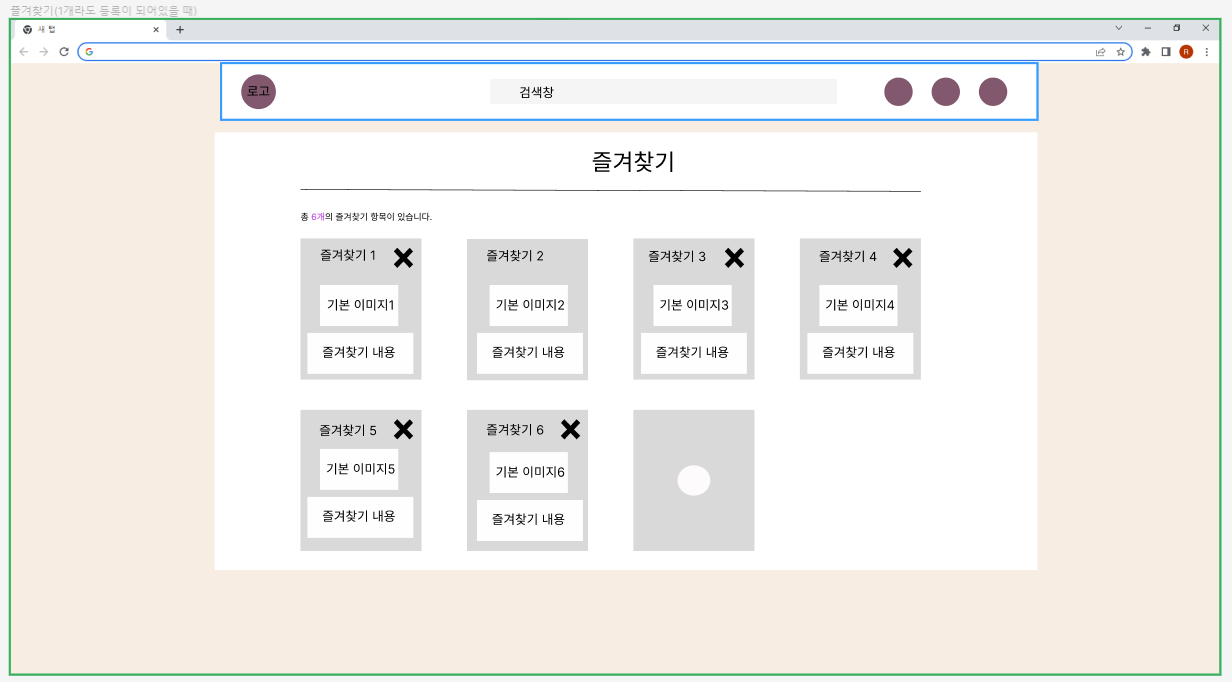 즐겨찾기(1개라도 등록이 되어있을 때)
새 탭
G
R
로고
검색창
즐겨찾기
총 6개의 즐겨찾기 항목이 있습니다.
즐겨찾기 1
즐겨찾기 2
즐겨찾기 3
즐겨찾기 4
기본 이미지1
기본 이미지2
기본 이미지3
기본 이미지4
즐겨찾기 내용
즐겨찾기 내용
즐겨찾기 내용
즐겨찾기 내용
즐겨찾기 5
즐겨찾기 6
기본 이미지5
기본 이미지6
즐겨찾기 내용
즐겨찾기 내용